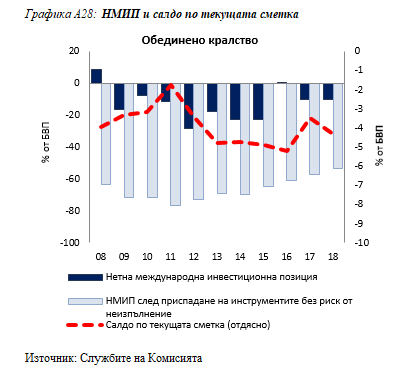 Графика А28: НМИП и салдо по текущата сметка
Обединено кралство
20
0
-20
-40
-60
-80
-100
% от БВП
0
-1
-2
-3
-4
-5
-6
-7
-8
-9
-10
% от БВП
08 09 10 11 12 13 14 15 16 17 18
Нетна международна инвестиционна позиция
НМИП след приспадане на инструментите без риск от
неизпълнение
Салдо по текущата сметка (отдясно)
Източник: Службите на Комисията